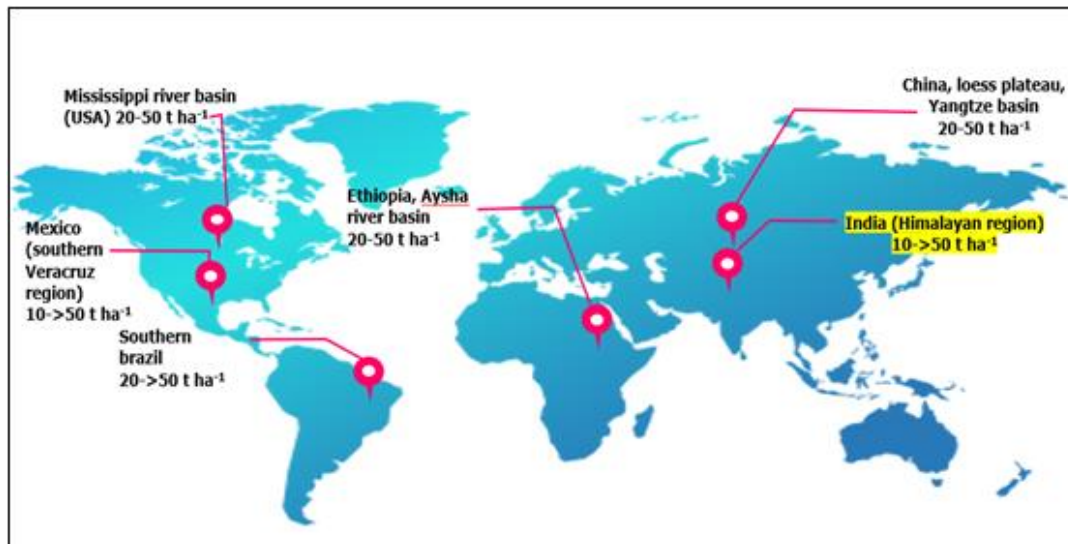 Mississippi river basin
(USA) 20-50 t ha⁻¹
China, loess plateau,
Yangtze basin
20-50 t ha⁻¹
Ethiopia, Aysha
river basin
20-50 t ha⁻¹
India (Himalayan region)
10->50 t ha⁻¹
Mexico
(southern
Veracruz
region)
10->50 t ha⁻¹
Southern
brazil
20->50 t ha⁻¹